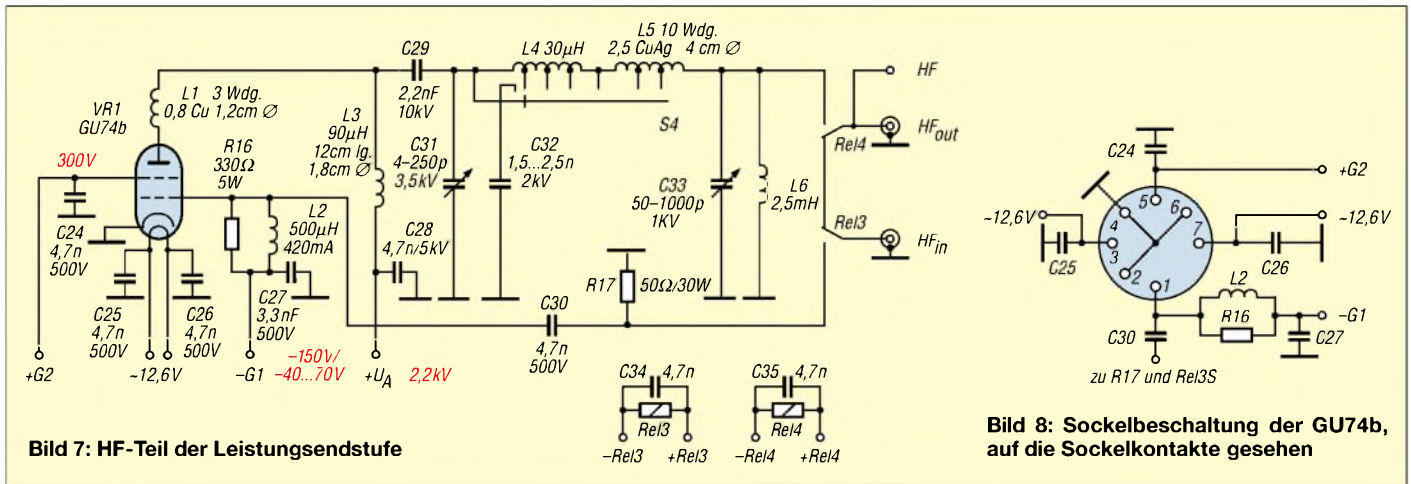 VR1
GU74b
L1 3 Wdg.
0,8 Cu 1,2cm ∅
300V
C24
4,7n
500V
R16
330Ω
5W
L2
500µH
420mA
C25
4,7n
500V
C26
4,7n
500V
C27
3,3nF
500V
L3
90µH
12cm lg.
1,8cm ∅
C28
4,7n/5kV
C29
2,2nF
10kV
C31
4–250p
3,5kV
L4 30µH
C32
1,5...2,5n
2kV
L5 10 Wdg.
2,5 CuAg 4 cm ∅
S4
C33
50–1000p
1KV
L6
2,5mH
HF
HFout
Rel4
Rel3
HFin
R17
50Ω/30W
C30
4,7n
500V
+G2
~12,6V
–G1
–150V/
–40...70V
+UA
2,2kV
C34 4,7n
Rel3
–Rel3 +Rel3
C35 4,7n
Rel4
–Rel4 +Rel4
Bild 7: HF-Teil der Leistungsendstufe
C24
+G2
~12,6V
~12,6V
5
4
6
3
7
2
1
C25
C26
L2
R16
–G1
C30
C27
zu R17 und Rel3S
Bild 8: Sockelbeschaltung der GU74b,
auf die Sockelkontakte gesehen